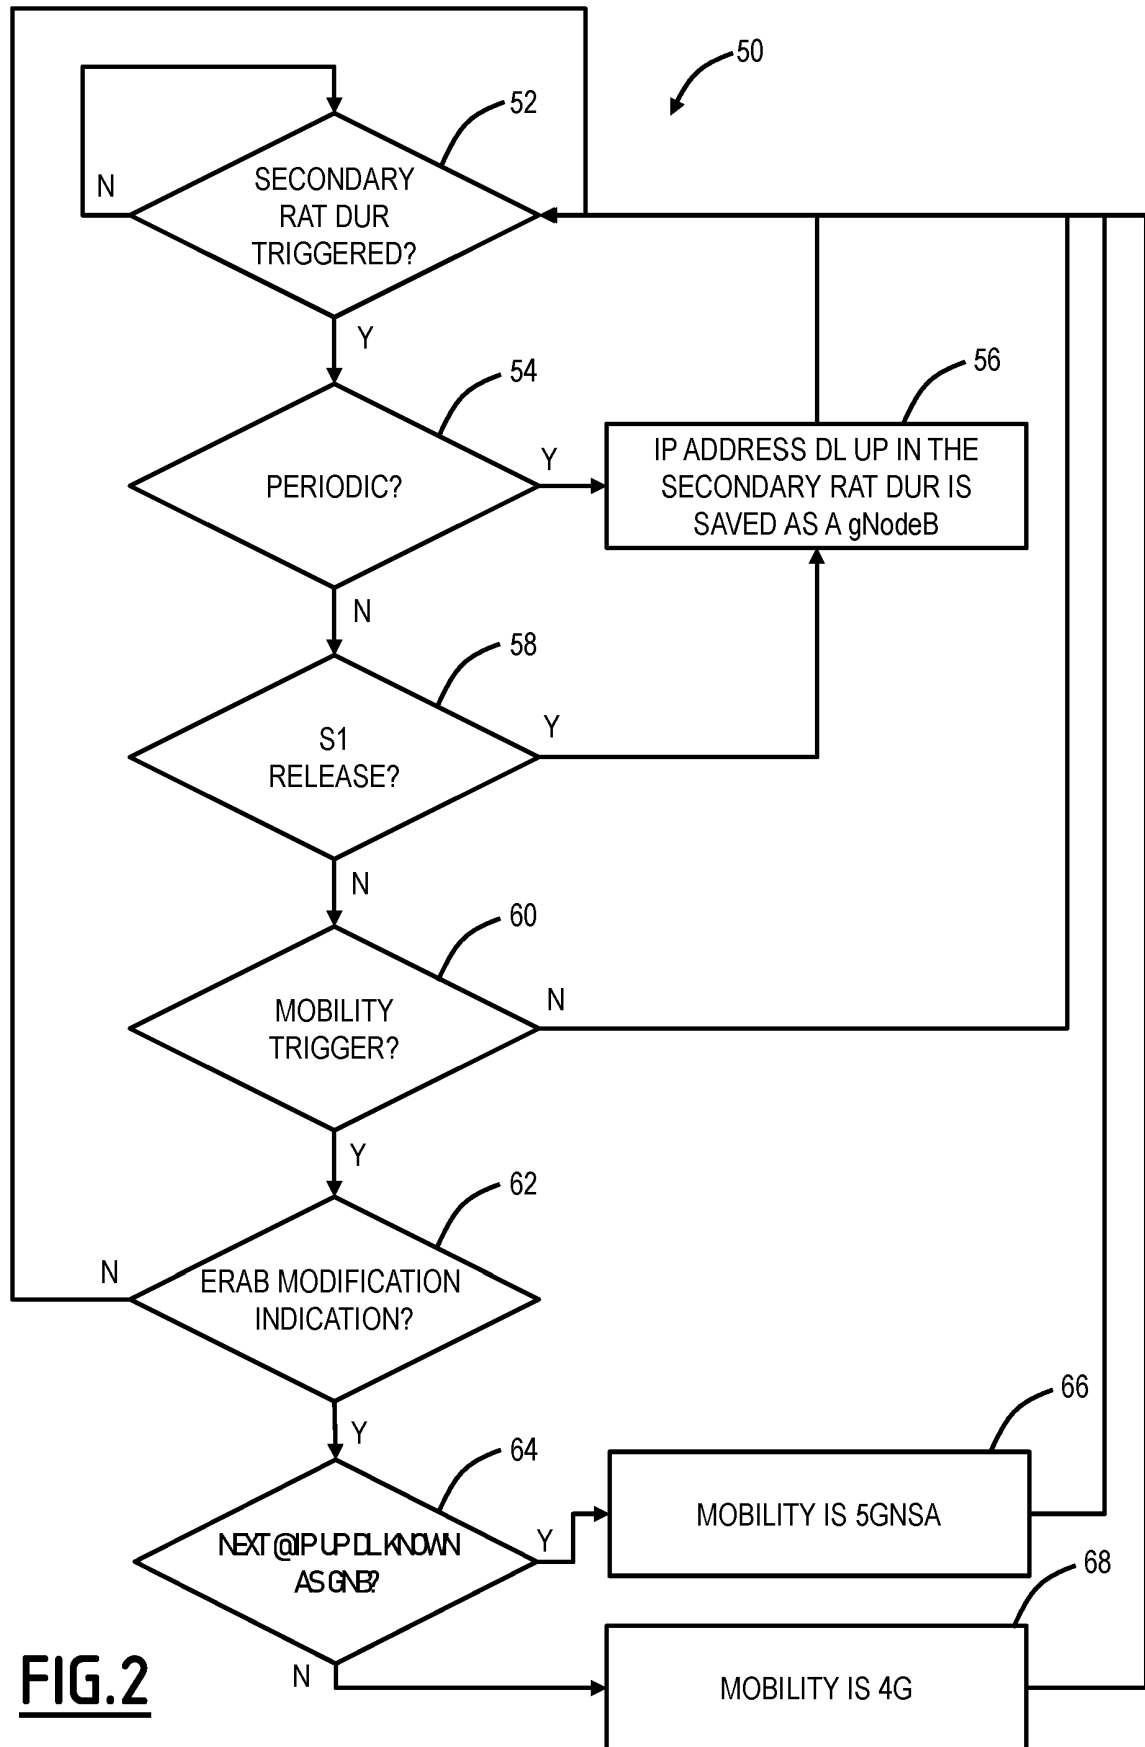 50
52
SECONDARY
RAT DUR
TRIGGERED?
N
Y
54
PERIODIC?
Y
56
IP ADDRESS DL UP IN THE
SECONDARY RAT DUR IS
SAVED AS A gNodeB
N
58
S1
RELEASE?
Y
N
60
MOBILITY
TRIGGER?
N
Y
62
ERAB MODIFICATION
INDICATION?
N
Y
64
NEXT @IP UP DL KNOWN
AS GNB?
Y
66
MOBILITY IS 5GNSA
N
68
MOBILITY IS 4G
FIG.2